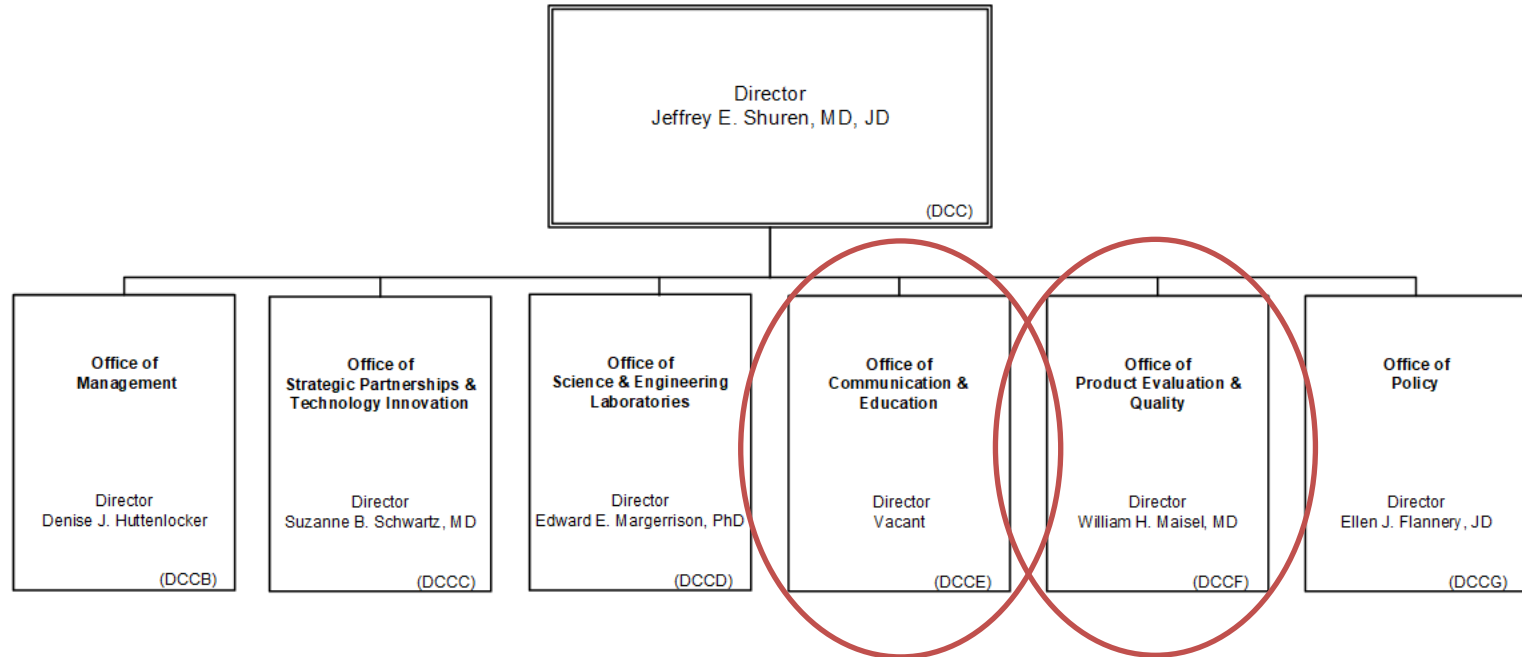 Director
Jeffrey E. Shuren, MD, JD
(DCC)
Office of
Management
Director
Denise J. Huttenlocker
(DCCB)
Office of
Strategic Partnerships &
Technology Innovation
Director
Suzanne B. Schwartz, MD
(DCCC)
Office of
Science & Engineering
Laboratories
Director
Edward E. Margerrison, PhD
(DCCD)
Office of
Communication &
Education
Director
Vacant
(DCCE)
Office of
Product Evaluation &
Quality
Director
William H. Maisel, MD
(DCCF)
Office of
Policy
Director
Ellen J. Flannery, JD
(DCCG)